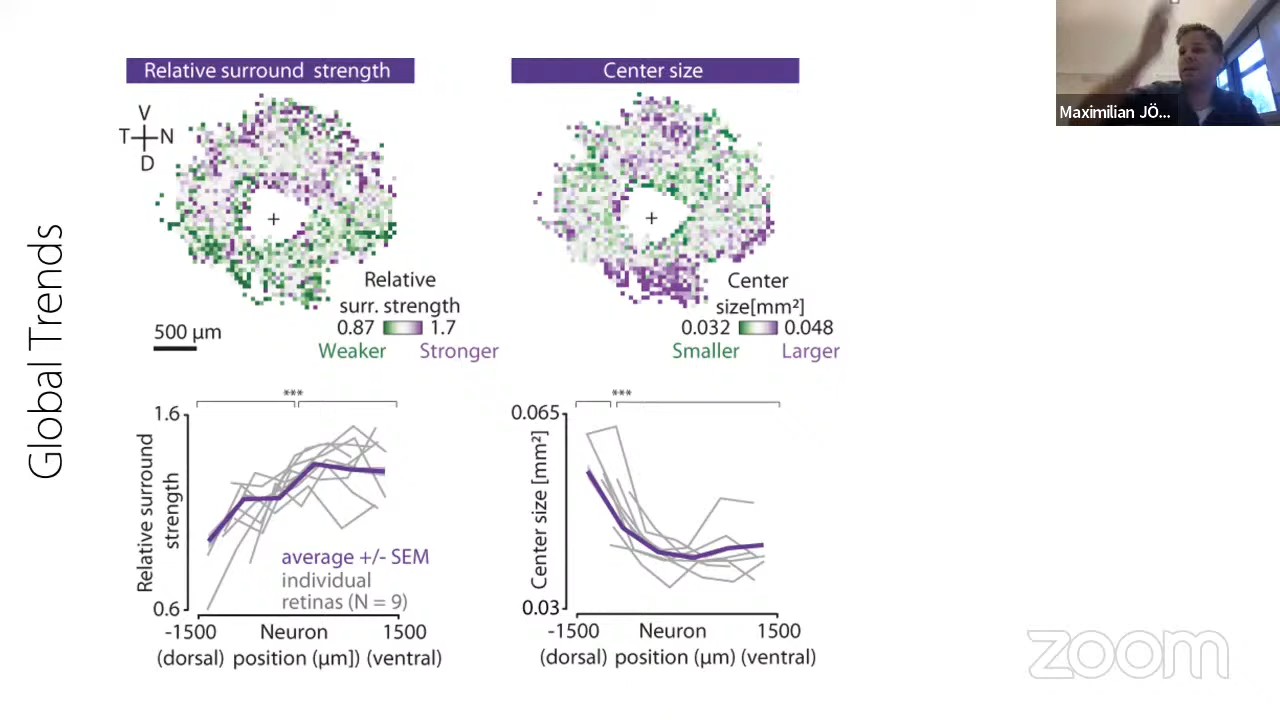 Global Trends
Relative surround strength
V
T N
D
Relative
surr. strength
0.87 1.7
Weaker Stronger
500 µm
Center size
Center
size[mm²]
0.032 0.048
Smaller Larger
***
1.6
Relative surround
strength
0.6
average +/- SEM
individual
retinas (N = 9)
-1500 Neuron 1500
(dorsal) position (µm]) (ventral)
***
0.065
Center size [mm²]
0.03
-1500 Neuron 1500
(dorsal) position (µm) (ventral)
Maximilian JÖ...
zoom